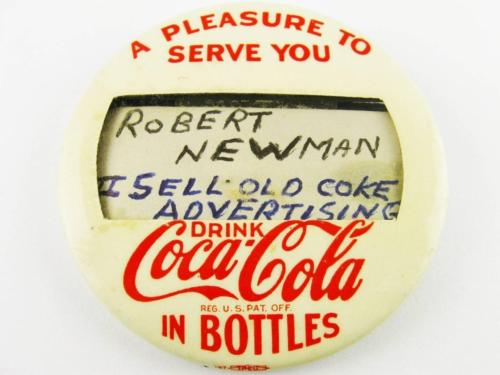 A PLEASURE TO
SERVE YOU
ROBERT
NEWMAN
I SELL OLD COKE
ADVERTISING
DRINK
Coca-Cola
REG. U.S. PAT. OFF.
IN BOTTLES